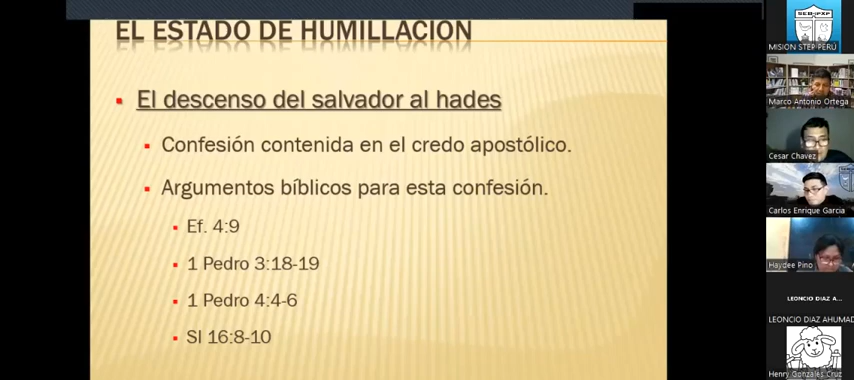 EL ESTADO DE HUMILLACION
El descenso del salvador al hades
Confesión contenida en el credo apostólico.
Argumentos bíblicos para esta confesión.
Ef. 4:9
1 Pedro 3:18-19
1 Pedro 4:4-6
Sl 16:8-10
MISION STEP PERÚ
Marco Antonio Ortega
Cesar Chavez
Carlos Enrique Garcia
Haydee Pino
LEONCIO DIAZ A...
LEONCIO DIAZ AHUMAD
Henry Gonzales Cruz